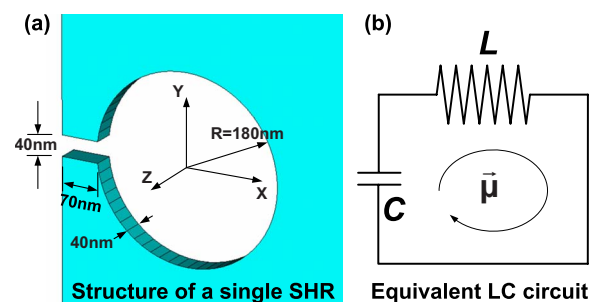 (a)
Y
R=180nm
40nm
Z
X
70nm
40nm
Structure of a single SHR
(b)
L
C
μ⃗
Equivalent LC circuit